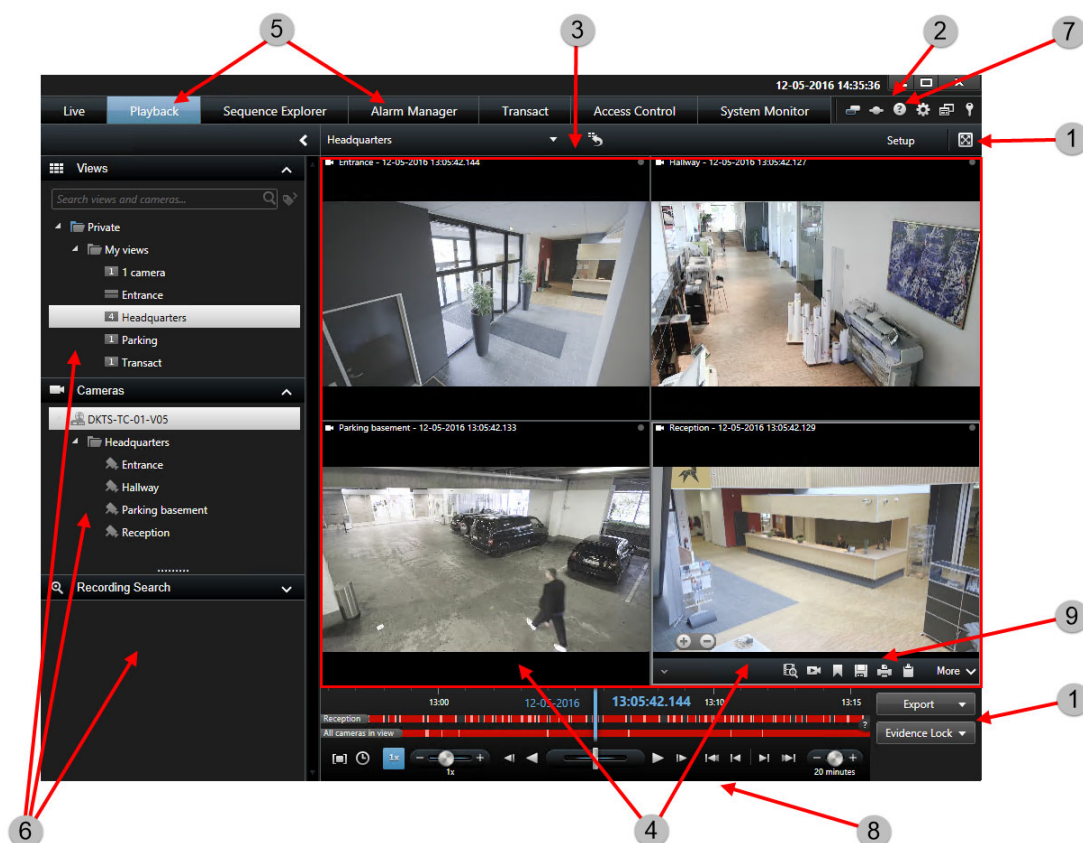 5
3
2
7
12-05-2016 14:35:36
Live Playback Sequence Explorer Alarm Manager Transact Access Control System Monitor
Headquarters
Setup
1
Views
Search views and cameras...
Private
My views
1 1 camera
Entrance
4 Headquarters
1 Parking
1 Transact
Cameras
DKTS-TC-01-V05
Headquarters
Entrance
Hallway
Parking basement
Reception
Recording Search
Entrance - 12-05-2016 13:05:42.144
Hallway - 12-05-2016 13:05:42.127
Parking basement - 12-05-2016 13:05:42.133
Reception - 12-05-2016 13:05:42.129
9
More
13:00 12-05-2016 13:05:42.144 13:10 13:15
Reception
?
All cameras in view
Export
1
Evidence Lock
1x
1x
20 minutes
6
4
8